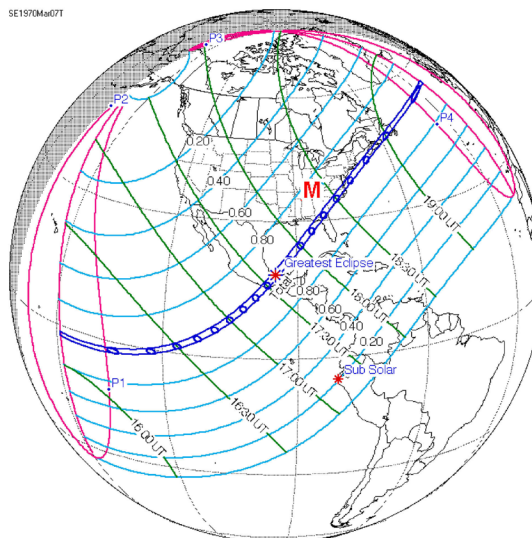 SE1970Mar07T
P3
P2
P4
0.20
0.40
M
0.60
19:00 UT
0.80
18:30 UT
Greatest Eclipse
18:00 UT
0.80
0.60
0.40
0.20
17:30 UT
17:00 UT
Sub Solar
P1
16:30 UT
16:00 UT